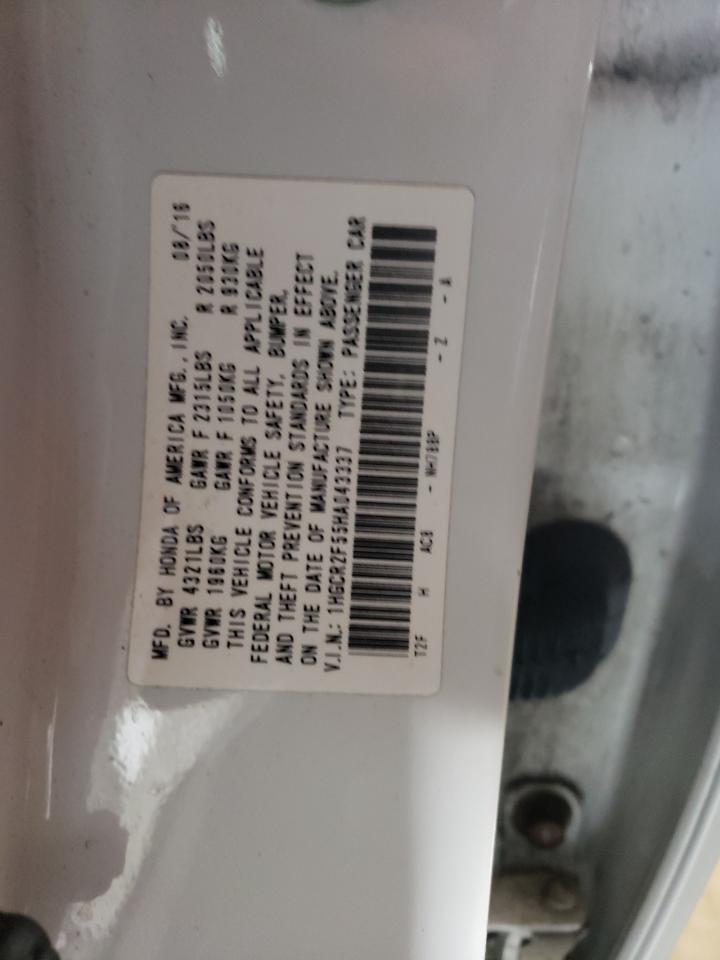 MFD. BY HONDA OF AMERICA MFG., INC. 08/'16
GVWR 4321LBS GAWR F 2315LBS R 2050LBS
GVWR 1960KG GAWR F 1050KG R 930KG
THIS VEHICLE CONFORMS TO ALL APPLICABLE
FEDERAL MOTOR VEHICLE SAFETY, BUMPER,
AND THEFT PREVENTION STANDARDS IN EFFECT
ON THE DATE OF MANUFACTURE SHOWN ABOVE.
V.I.N.: 1HGCR2F55HA043337 TYPE: PASSENGER CAR
T2F H AC8 - NH788P - Z - A